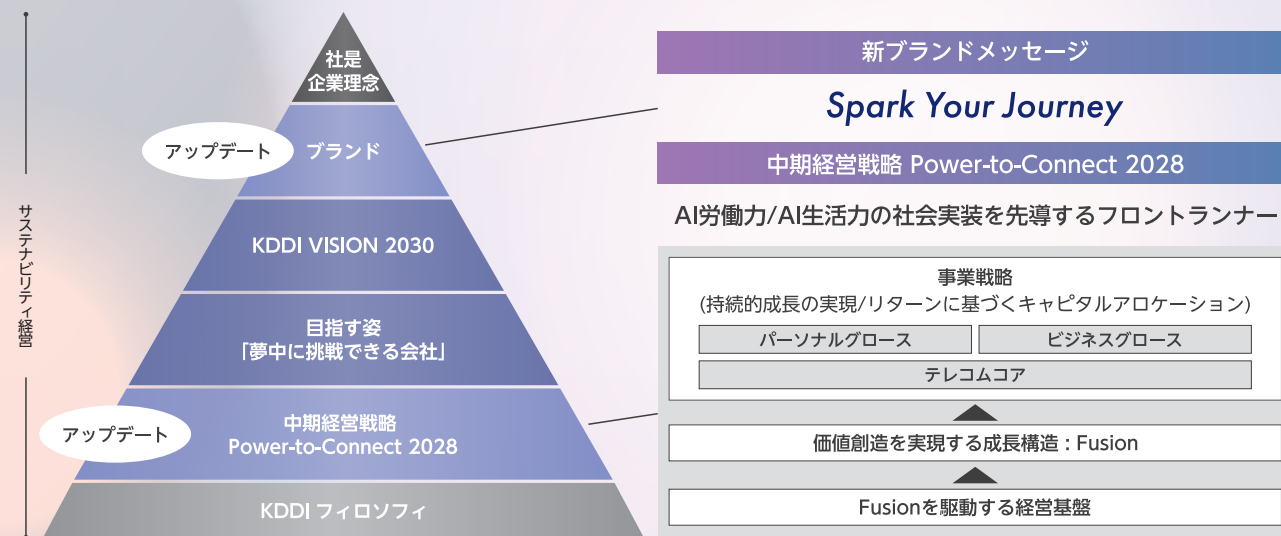 サステナビリティ経営
社是
企業理念
アップデート
ブランド
KDDI VISION 2030
目指す姿
「夢中に挑戦できる会社」
アップデート
中期経営戦略
Power-to-Connect 2028
KDDI フィロソフィ
新ブランドメッセージ
Spark Your Journey
中期経営戦略 Power-to-Connect 2028
AI労働力/AI生活力の社会実装を先導するフロントランナー
事業戦略
(持続的成長の実現/リターンに基づくキャピタルアロケーション)
パーソナルグロース
ビジネスグロース
テレコムコア
価値創造を実現する成長構造 : Fusion
Fusionを駆動する経営基盤